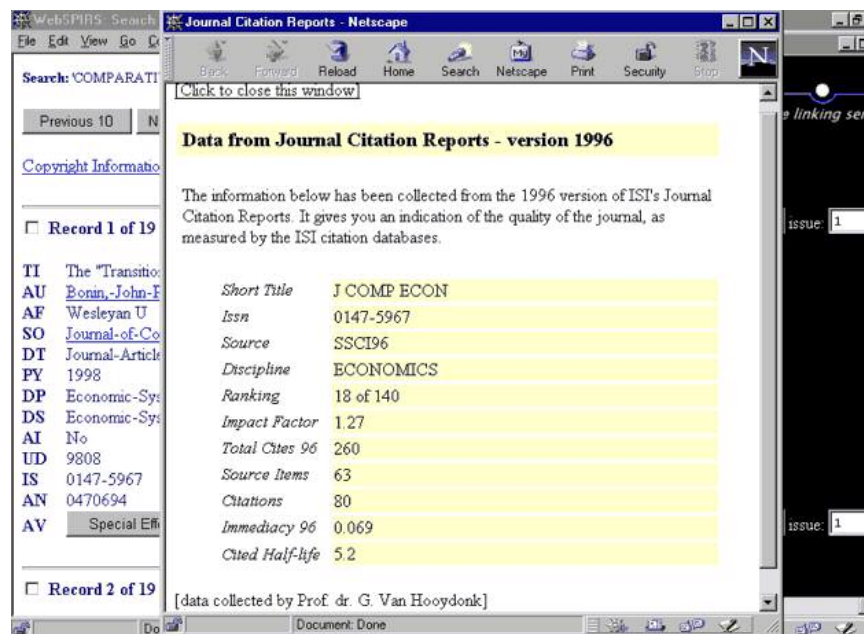 WebSPIRS: Search
File Edit View Go
Search: 'COMPARATI
Previous 10
Copyright Informatio
Record 1 of 19
TI The "Transitio
AU Bonin,-John-P
AF Wesleyan U
SO Journal-of-Co
DT Journal-Article
PY 1998
DP Economic-Sys
DS Economic-Sys
AI No
UD 9808
IS 0147-5967
AN 0470694
AV Special Effe
Record 2 of 19
Journal Citation Reports - Netscape
Back Forward Reload Home Search Netscape Print Security Stop
N
[Click to close this window]
Data from Journal Citation Reports - version 1996
The information below has been collected from the 1996 version of ISI's Journal
Citation Reports. It gives you an indication of the quality of the journal, as
measured by the ISI citation databases.
Short Title J COMP ECON
Issn 0147-5967
Source SSCI96
Discipline ECONOMICS
Ranking 18 of 140
Impact Factor 1.27
Total Cites 96 260
Source Items 63
Citations 80
Immediacy 96 0.069
Cited Half-life 5.2
[data collected by Prof. dr. G. Van Hooydonk]
Document: Done
linking ser
issue: 1
issue: 1